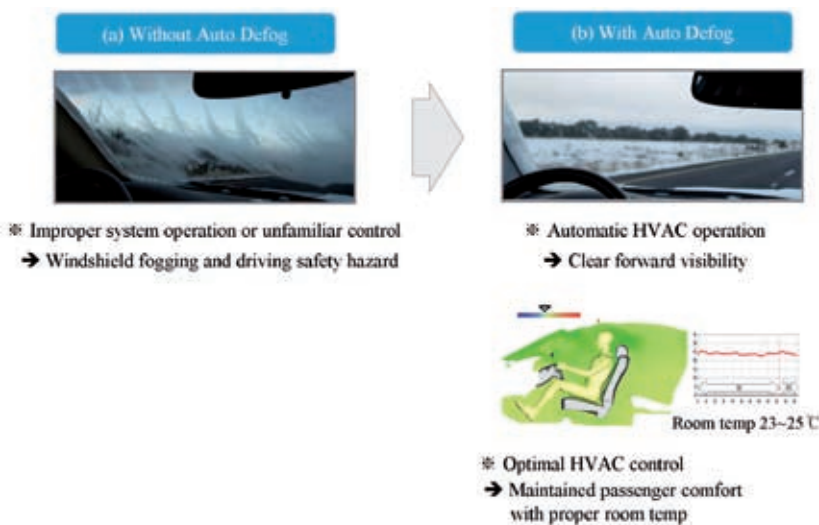 (a) Without Auto Defog
(b) With Auto Defog
※ Improper system operation or unfamiliar control
➔ Windshield fogging and driving safety hazard
※ Automatic HVAC operation
➔ Clear forward visibility
Room temp 23~25 ℃
※ Optimal HVAC control
➔ Maintained passenger comfort
with proper room temp